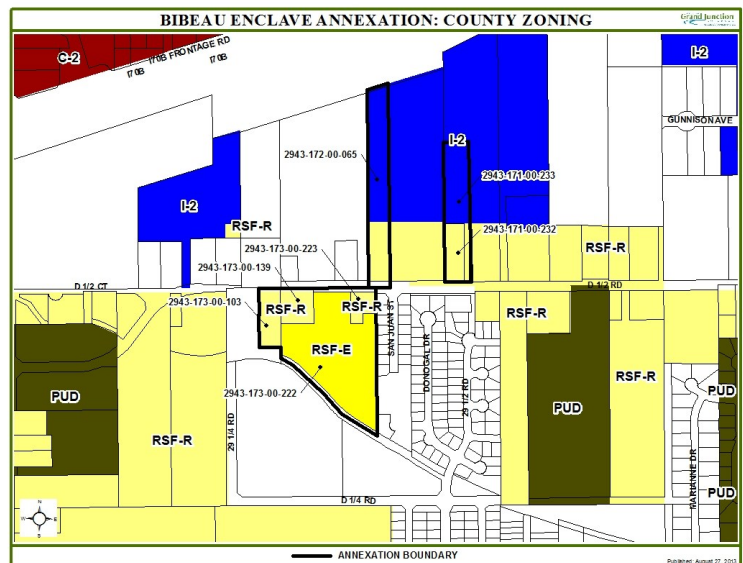 BIBEAU ENCLAVE ANNEXATION: COUNTY ZONING
Grand Junction
C-2
I70B FRONTAGE RD
I70B
I70B
I-2
GUNNISON AVE
I-2
2943-172-00-065
2943-171-00-233
I-2
RSF-R
2943-173-00-223
2943-171-00-232
RSF-R
2943-173-00-139
D 1/2 CT
D 1/2 RD
2943-173-00-103
RSF-R
RSF-R
RSF-R
SAN JUAN ST
RSF-E
DONOGAL DR
29 1/2 RD
2943-173-00-222
PUD
RSF-R
PUD
PUD
RSF-R
29 1/4 RD
MARIANNE DR
D 1/4 RD
PUD
N
W
E
S
ANNEXATION BOUNDARY
Published: August 27, 2013